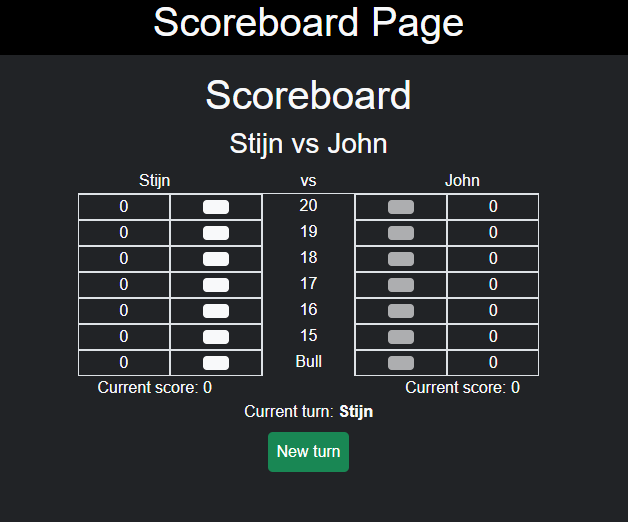 Scoreboard Page
Scoreboard
Stijn vs John
Stijn vs John
0 20 0
0 19 0
0 18 0
0 17 0
0 16 0
0 15 0
0 Bull 0
Current score: 0 Current score: 0
Current turn: Stijn
New turn